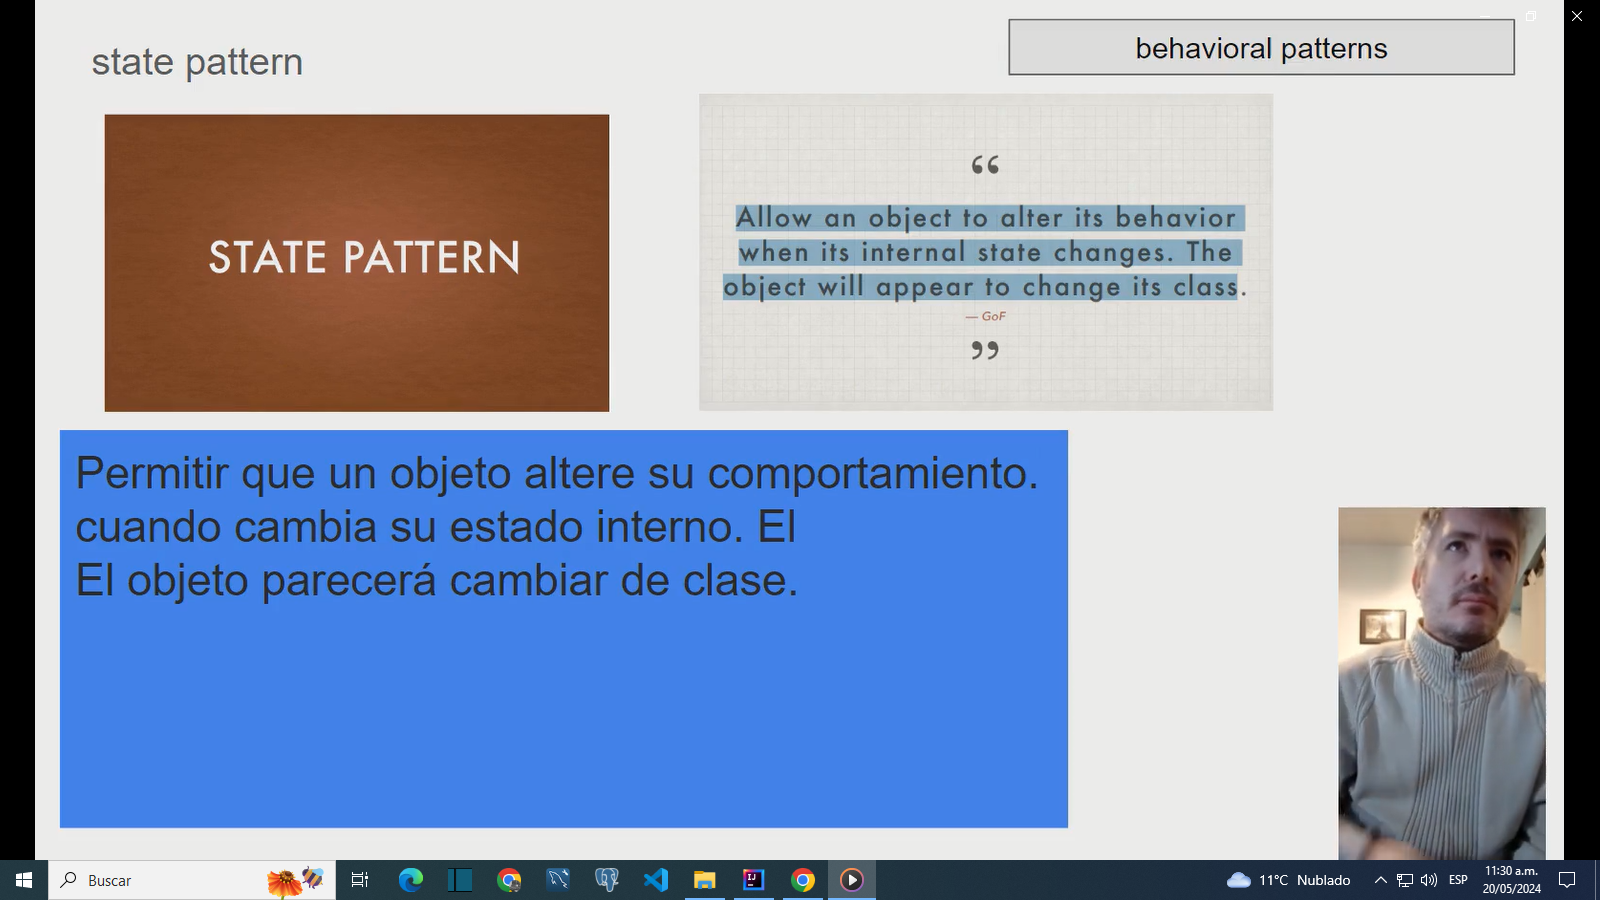 state pattern
behavioral patterns
STATE PATTERN
“
Allow an object to alter its behavior
when its internal state changes. The
object will appear to change its class.
— GoF
”
Permitir que un objeto altere su comportamiento.
cuando cambia su estado interno. El
El objeto parecerá cambiar de clase.
Buscar
11°C Nublado
ESP
11:30 a.m.
20/05/2024